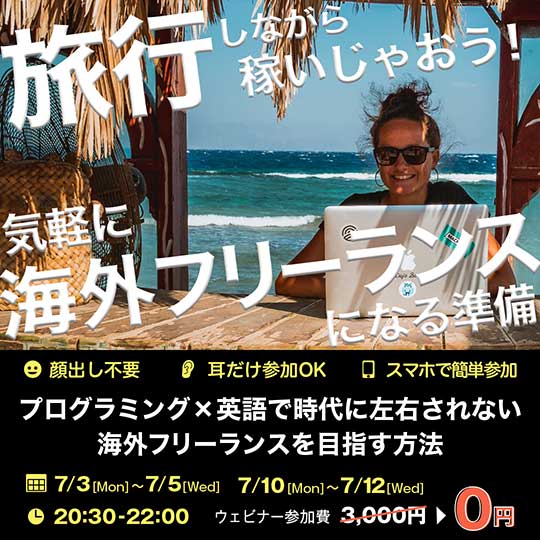 旅行しながら
稼いじゃおう！
気軽に
海外フリーランス
になる準備
顔出し不要 耳だけ参加OK スマホで簡単参加
プログラミング×英語で時代に左右されない
海外フリーランスを目指す方法
7/3[Mon]～7/5[Wed] 7/10[Mon]～7/12[Wed]
20:30-22:00 ウェビナー参加費 3,000円 ▶ 0円